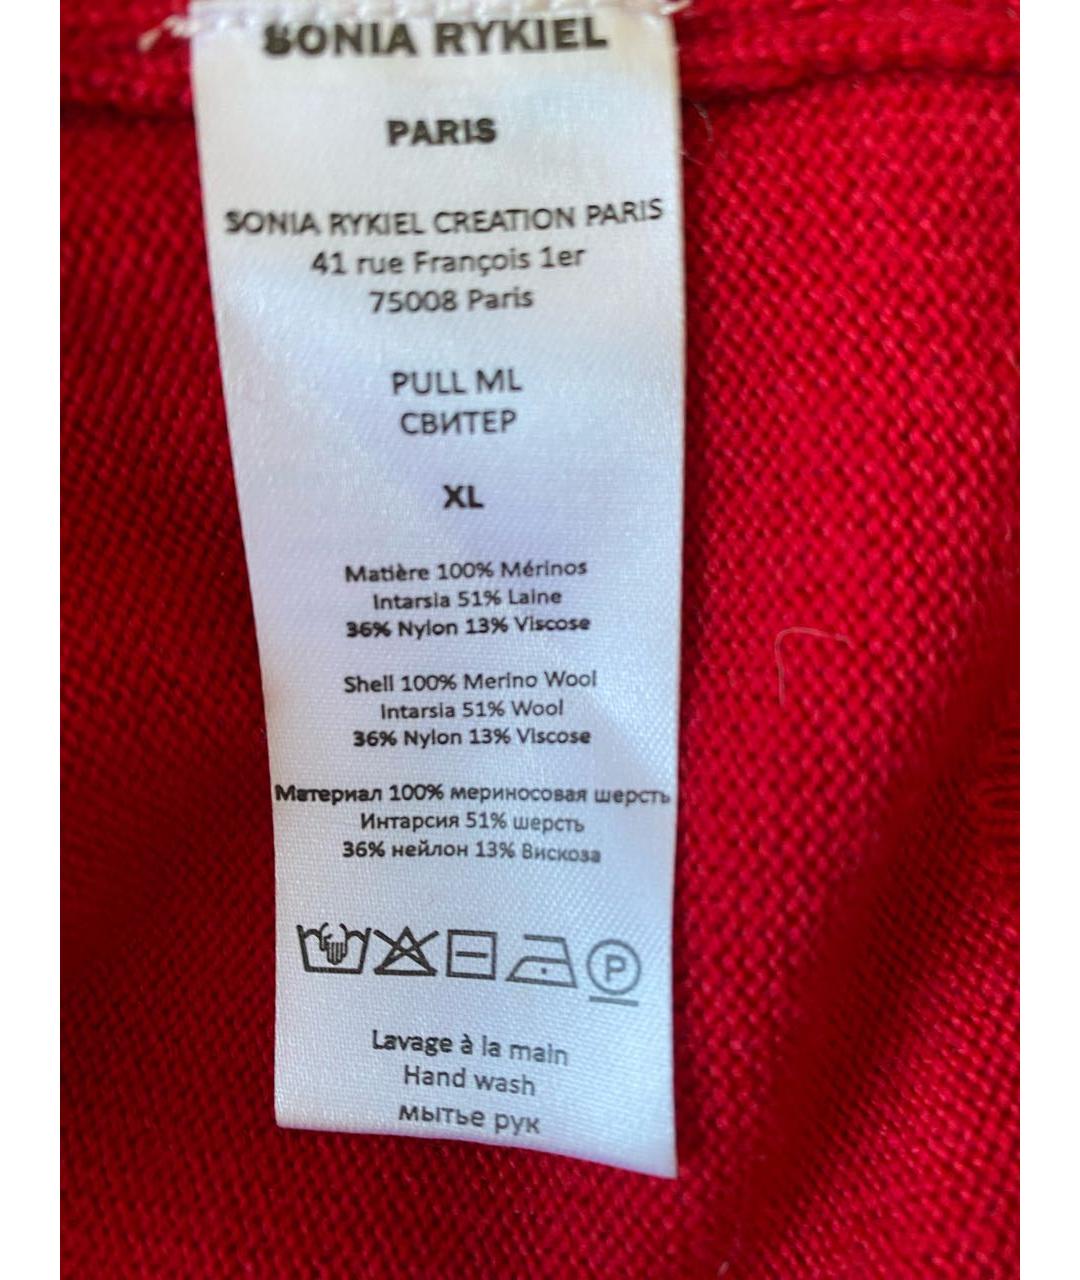 SONIA RYKIEL
PARIS
SONIA RYKIEL CREATION PARIS
41 rue François 1er
75008 Paris
PULL ML
СВИТЕР
XL
Matière 100% Mérinos
Intarsia 51% Laine
36% Nylon 13% Viscose
Shell 100% Merino Wool
Intarsia 51% Wool
36% Nylon 13% Viscose
Материал 100% мериносовая шерсть
Интарсия 51% шерсть
36% нейлон 13% Вискоза
P
Lavage à la main
Hand wash
мытье рук